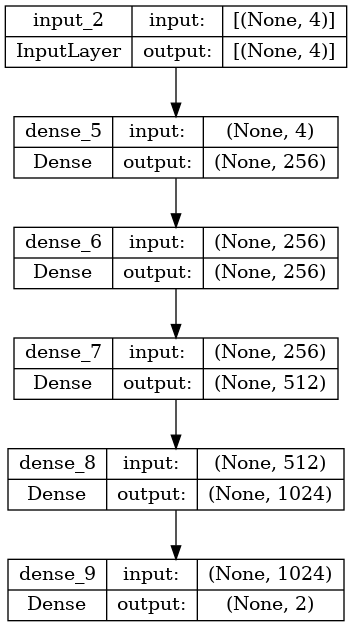 input_2 input: [(None, 4)]
InputLayer output: [(None, 4)]
dense_5 input: (None, 4)
Dense output: (None, 256)
dense_6 input: (None, 256)
Dense output: (None, 256)
dense_7 input: (None, 256)
Dense output: (None, 512)
dense_8 input: (None, 512)
Dense output: (None, 1024)
dense_9 input: (None, 1024)
Dense output: (None, 2)